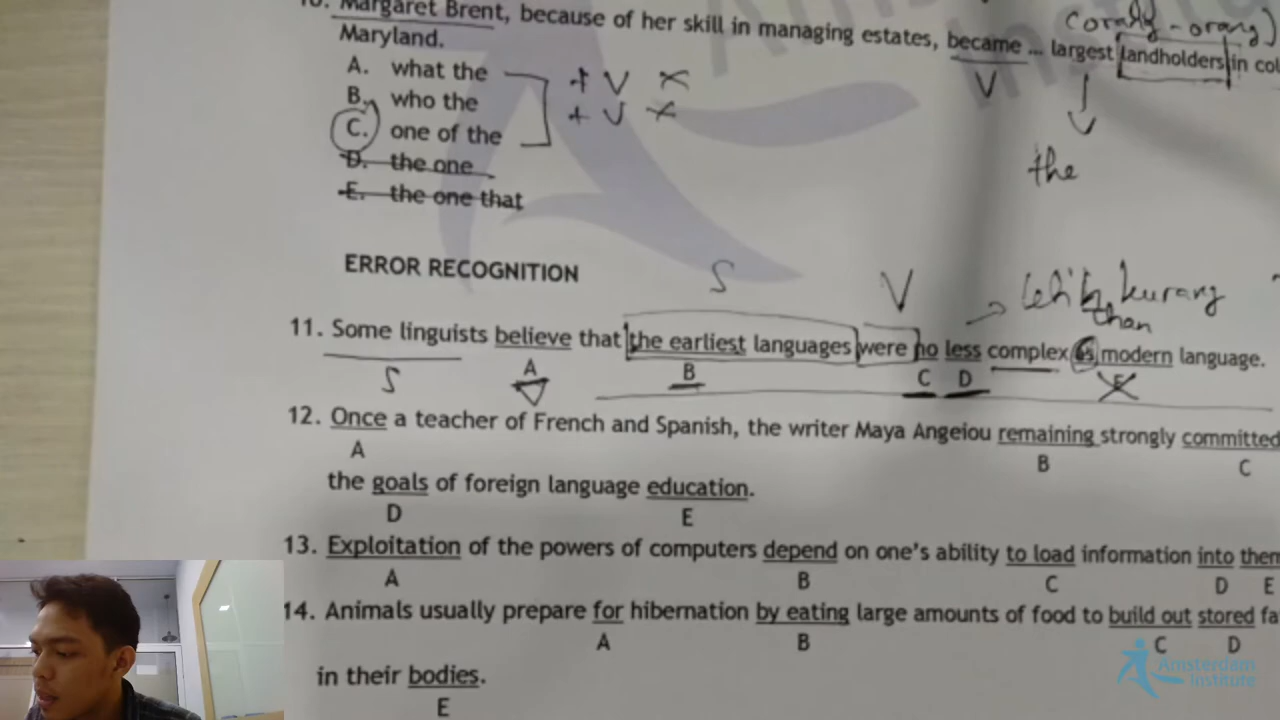 10. Margaret Brent, because of her skill in managing estates, became ... largest landholders in col
Maryland.
A. what the
B. who the
C. one of the
D. the one
E. the one that
+ V ×
+ V ×
V
the
ERROR RECOGNITION
S
V
lebih, kurang
than
11. Some linguists believe that the earliest languages were no less complex as modern language.
S
A B C D E
12. Once a teacher of French and Spanish, the writer Maya Angeiou remaining strongly committed
A B C
the goals of foreign language education.
D E
13. Exploitation of the powers of computers depend on one's ability to load information into them
A B C D E
14. Animals usually prepare for hibernation by eating large amounts of food to build out stored fa
A B C D
in their bodies.
E
Amsterdam
Institute